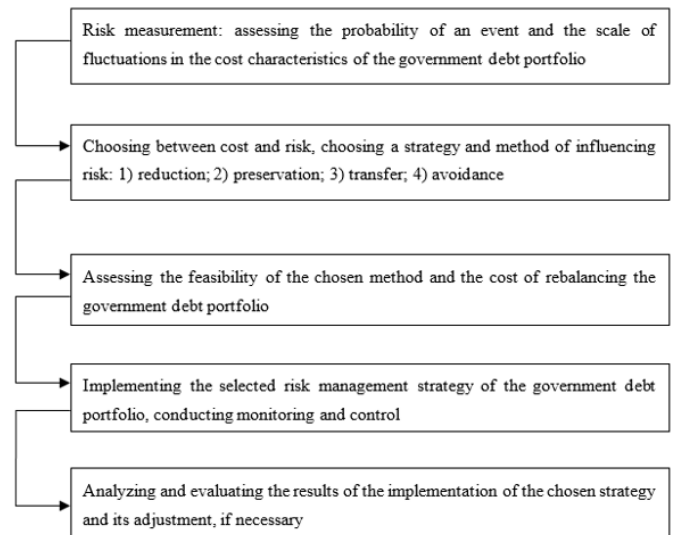 Risk measurement: assessing the probability of an event and the scale of
fluctuations in the cost characteristics of the government debt portfolio
Choosing between cost and risk, choosing a strategy and method of influencing
risk: 1) reduction; 2) preservation; 3) transfer; 4) avoidance
Assessing the feasibility of the chosen method and the cost of rebalancing the
government debt portfolio
Implementing the selected risk management strategy of the government debt
portfolio, conducting monitoring and control
Analyzing and evaluating the results of the implementation of the chosen strategy
and its adjustment, if necessary